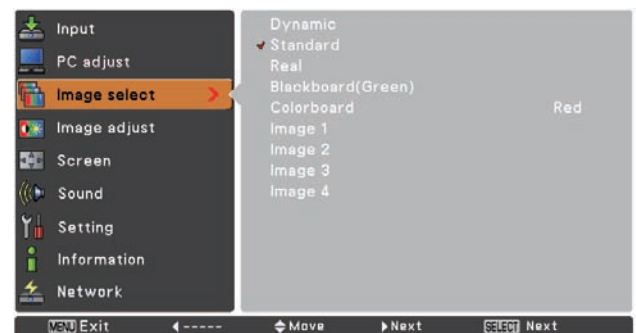 Input
PC adjust
Image select
Image adjust
Screen
Sound
Setting
Information
Network
Dynamic
Standard
Real
Blackboard(Green)
Colorboard Red
Image 1
Image 2
Image 3
Image 4
MENU Exit ----- Move Next SELECT Next